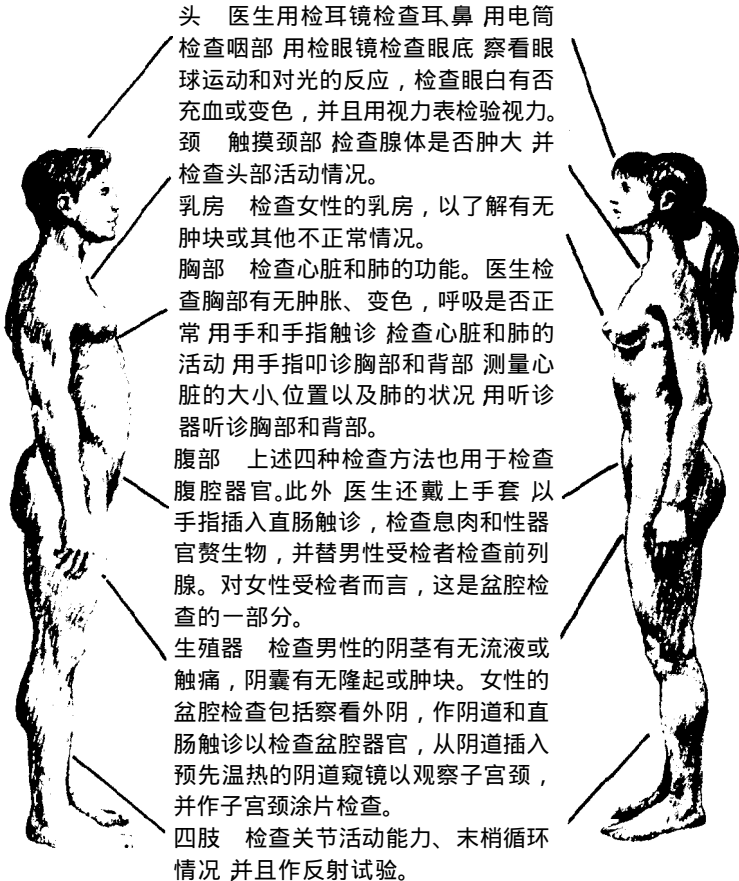 头　医生用检耳镜检查耳、鼻,用电筒
检查咽部,用检眼镜检查眼底,察看眼
球运动和对光的反应，检查眼白有否
充血或变色，并且用视力表检验视力。
颈　触摸颈部,检查腺体是否肿大,并
检查头部活动情况。
乳房　检查女性的乳房，以了解有无
肿块或其他不正常情况。
胸部　检查心脏和肺的功能。医生检
查胸部有无肿胀、变色，呼吸是否正
常,用手和手指触诊,检查心脏和肺的
活动,用手指叩诊胸部和背部,测量心
脏的大小、位置以及肺的状况,用听诊
器听诊胸部和背部。
腹部　上述四种检查方法也用于检查
腹腔器官。此外,医生还戴上手套,以
手指插入直肠触诊，检查息肉和性器
官赘生物，并替男性受检者检查前列
腺。对女性受检者而言，这是盆腔检
查的一部分。
生殖器　检查男性的阴茎有无流液或
触痛，阴囊有无隆起或肿块。女性的
盆腔检查包括察看外阴，作阴道和直
肠触诊以检查盆腔器官，从阴道插入
预先温热的阴道窥镜以观察子宫颈，
并作子宫颈涂片检查。
四肢　检查关节活动能力、末梢循环
情况,并且作反射试验。